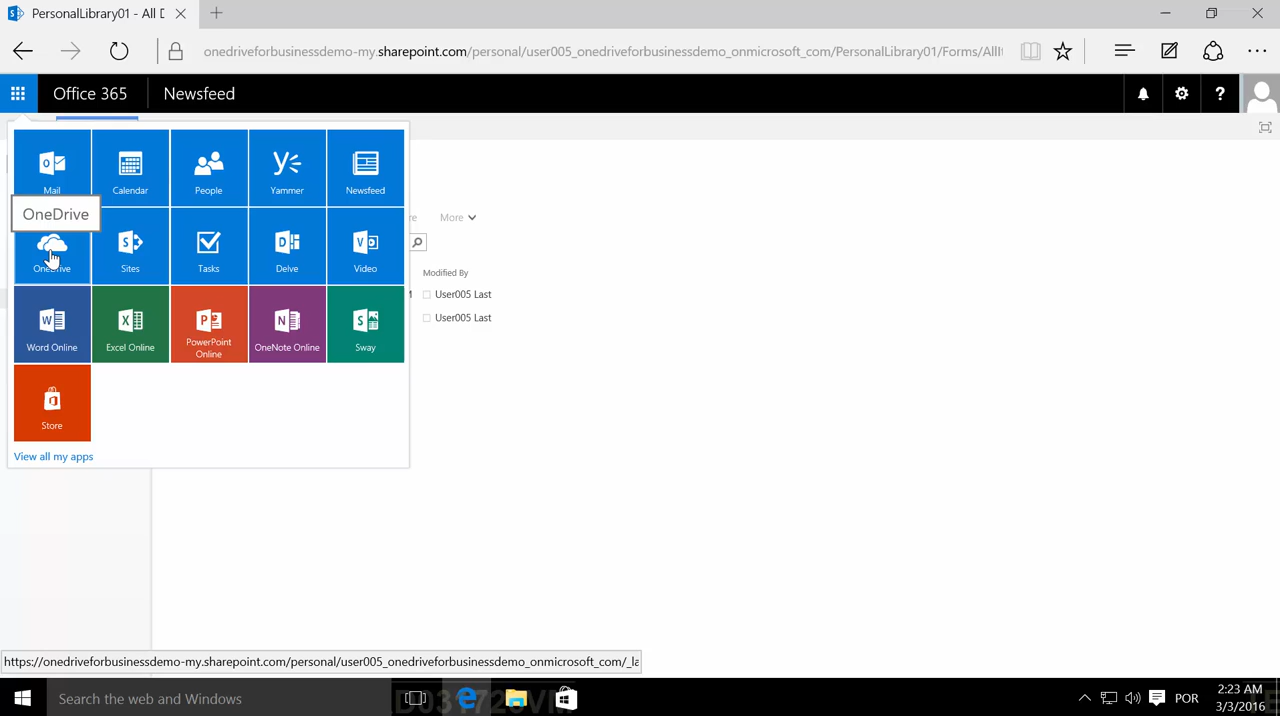 PersonalLibrary01 - All D
onedriveforbusinessdemo-my.sharepoint.com/personal/user005_onedriveforbusinessdemo_onmicrosoft_com/PersonalLibrary01/Forms/AllI
Office 365
Newsfeed
Mail
Calendar
People
Yammer
Newsfeed
OneDrive
OneDrive
Sites
Tasks
Delve
Video
More
Modified By
User005 Last
User005 Last
Word Online
Excel Online
PowerPoint
Online
OneNote Online
Sway
Store
View all my apps
https://onedriveforbusinessdemo-my.sharepoint.com/personal/user005_onedriveforbusinessdemo_onmicrosoft_com/_la
Search the web and Windows
POR
2:23 AM
3/3/2016